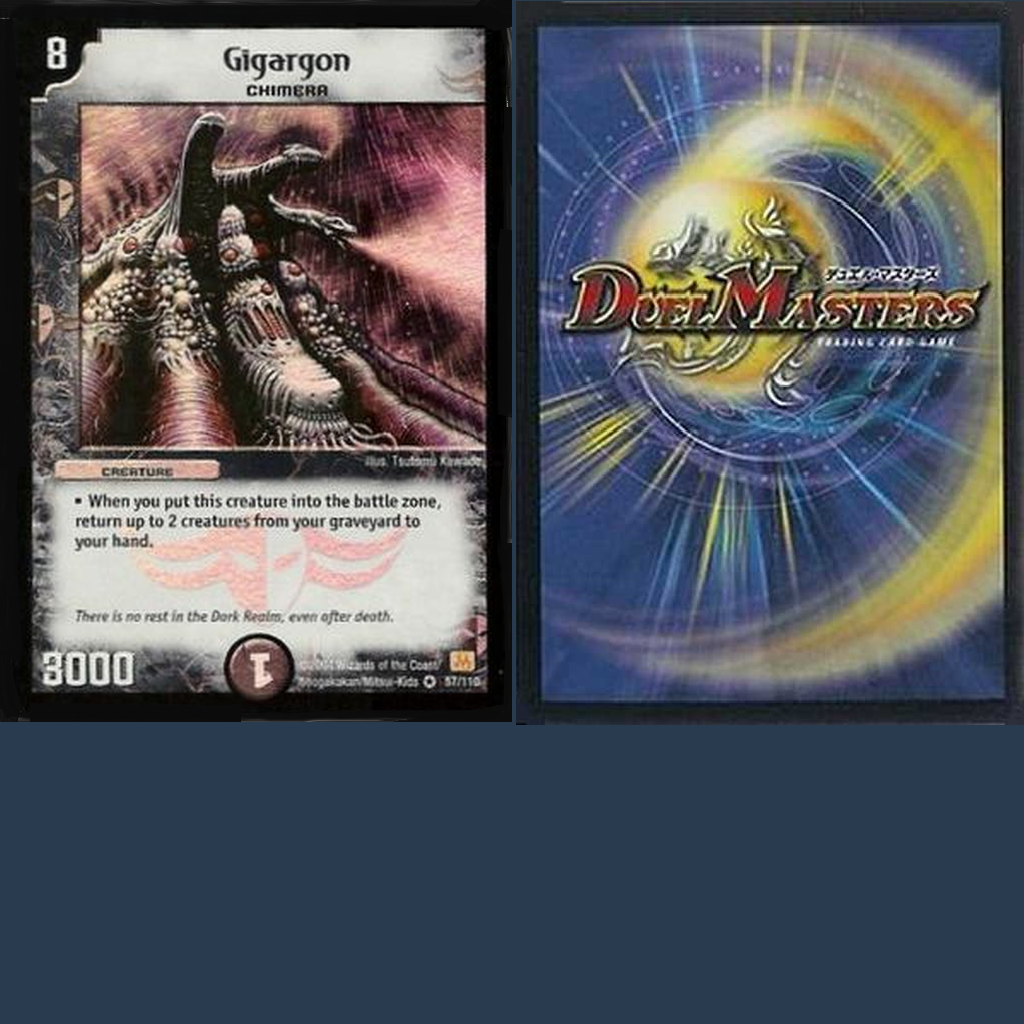 8
Gigargon
CHIMERA
illus. Tsutomu Kawade
CREATURE
▪ When you put this creature into the battle zone,
return up to 2 creatures from your graveyard to
your hand.
There is no rest in the Dark Realm, even after death.
3000
1
©2004 Wizards of the Coast/
Shogakukan/Mitsui-Kids
57/110
デュエル・マスターズ
DUEL MASTERS
TRADING CARD GAME